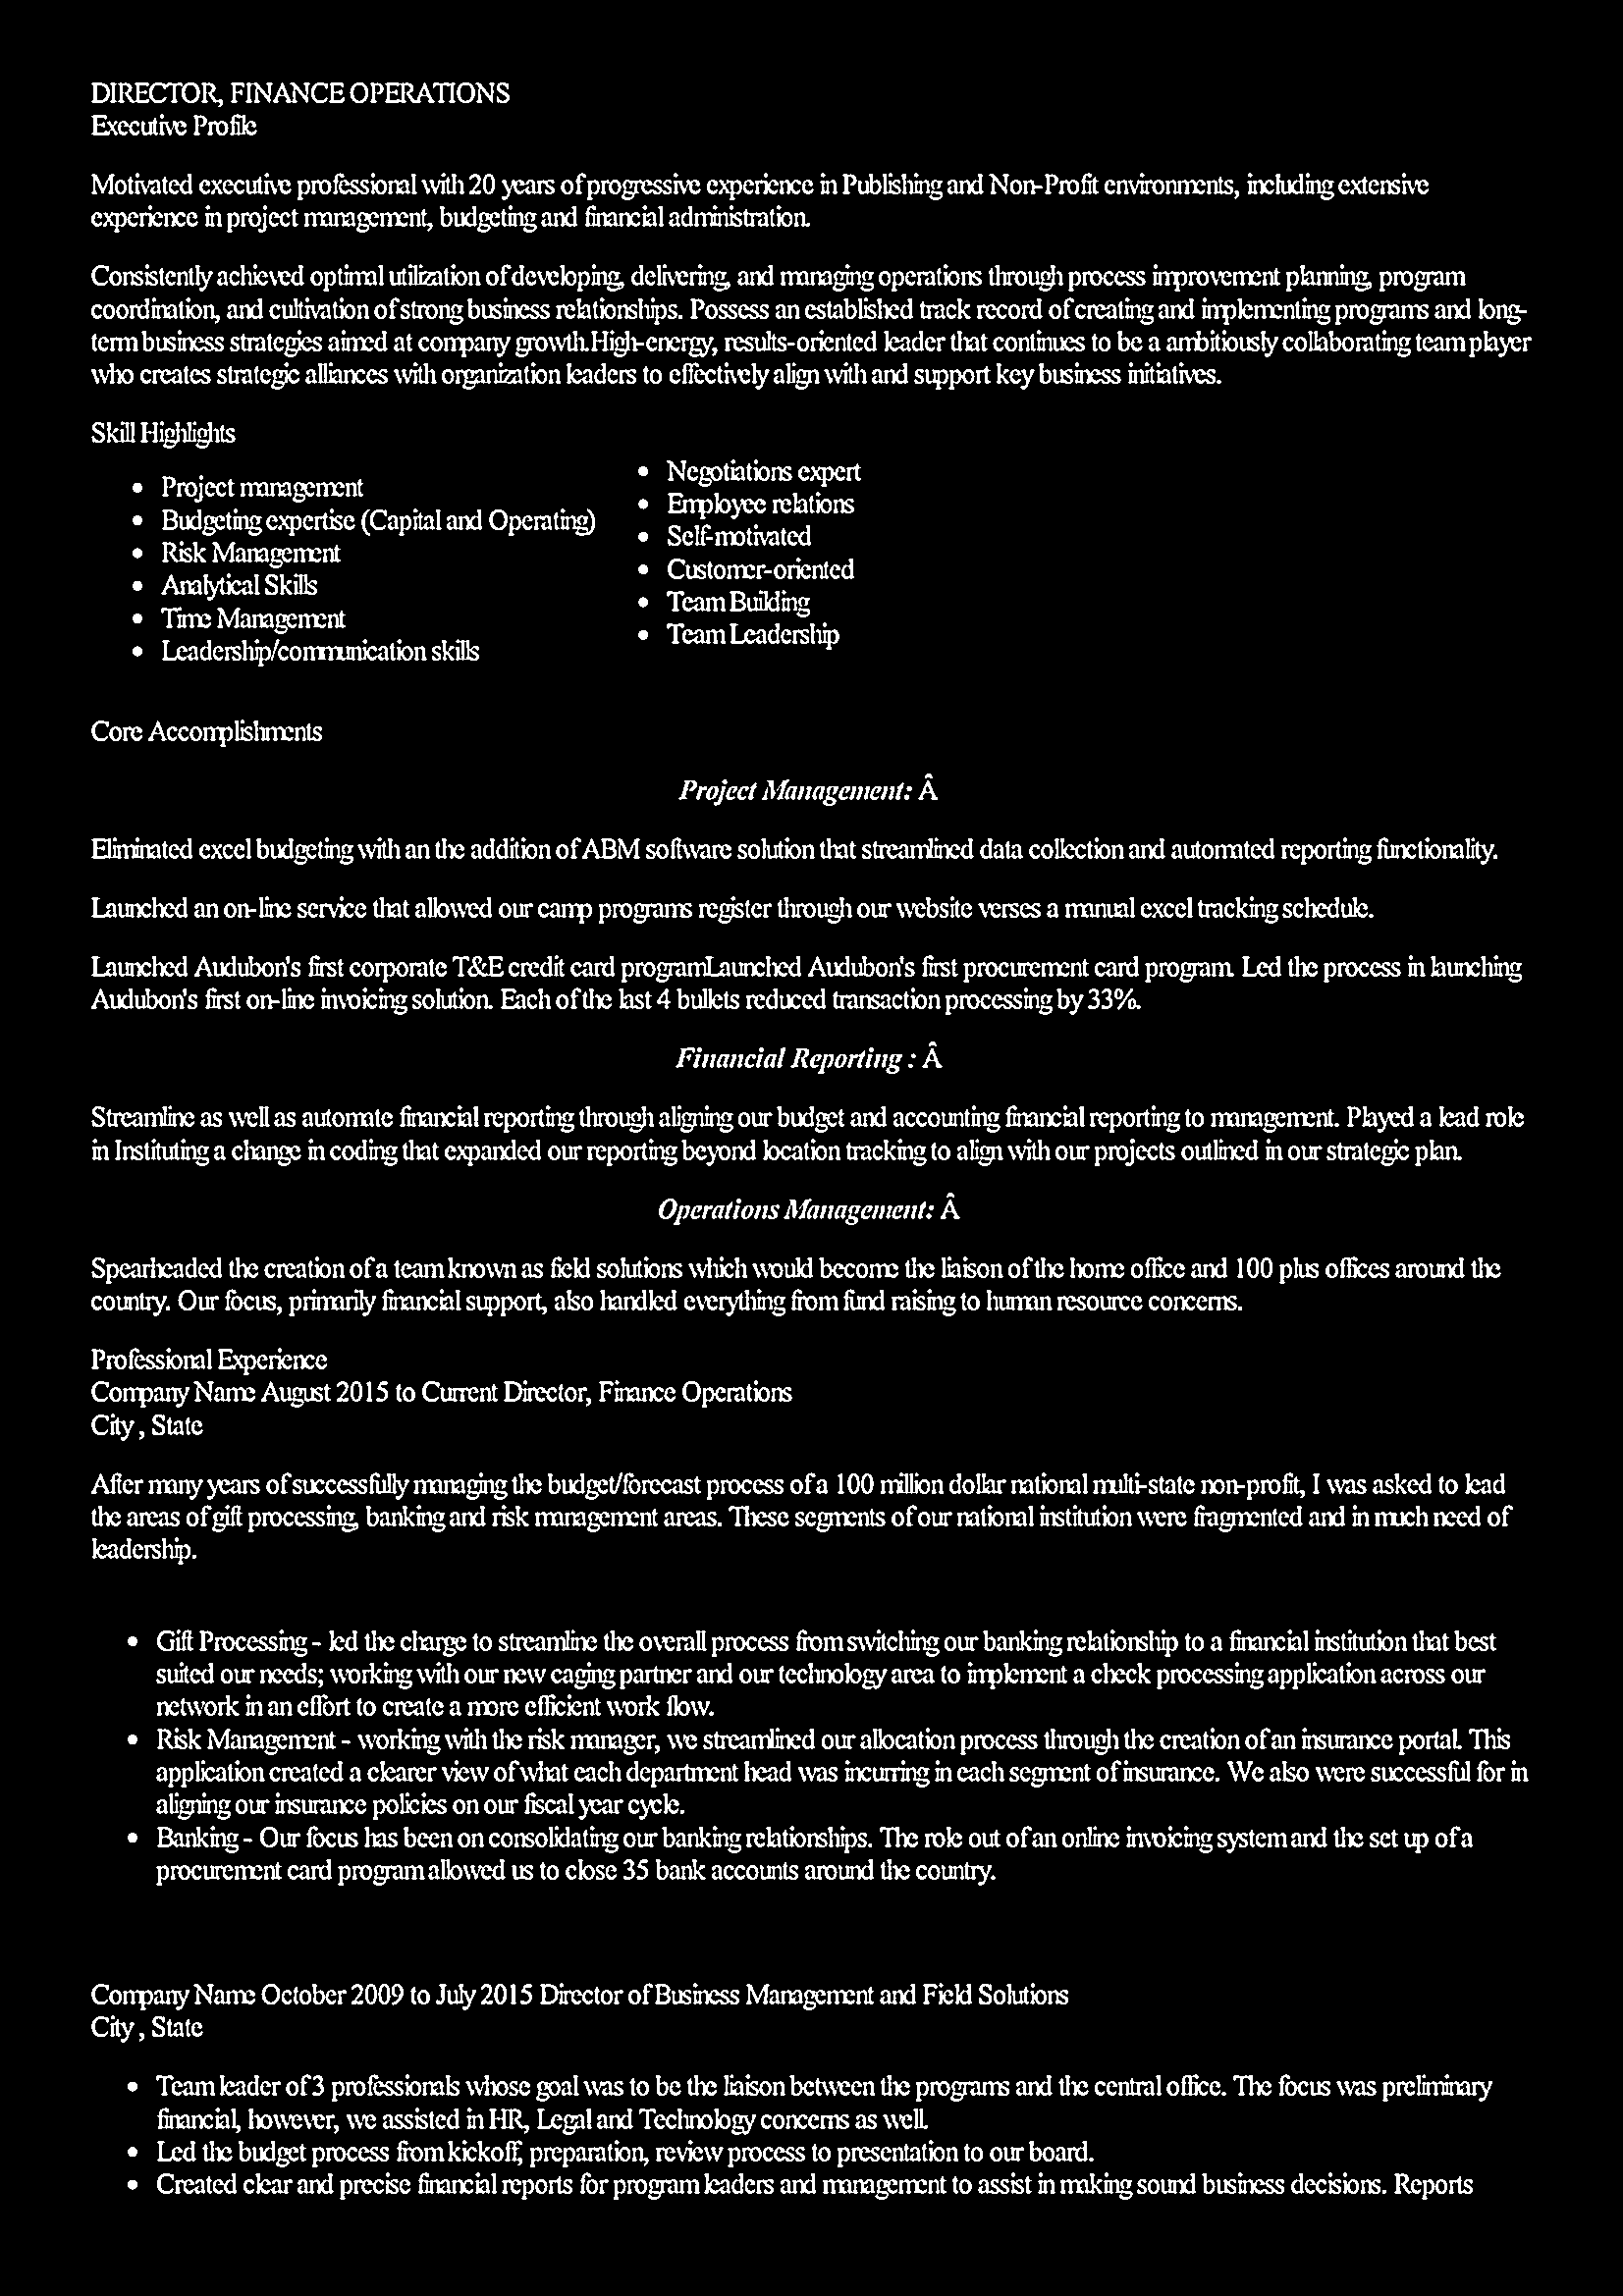 DIRECTOR, FINANCE OPERATIONS
Executive Profile
Motivated executive professional with 20 years of progressive experience in Publishing and Non-Profit environments, including extensive
experience in project management, budgeting and financial administration.
Consistently achieved optimal utilization of developing, delivering, and managing operations through process improvement planning, program
coordination, and cultivation of strong business relationships. Possess an established track record of creating and implementing programs and long-
term business strategies aimed at company growth.High-energy, results-oriented leader that continues to be a ambitiously collaborating team player
who creates strategic alliances with organization leaders to effectively align with and support key business initiatives.
Skill Highlights
• Project management
• Budgeting expertise (Capital and Operating)
• Risk Management
• Analytical Skills
• Time Management
• Leadership/communication skills
• Negotiations expert
• Employee relations
• Self-motivated
• Customer-oriented
• Team Building
• Team Leadership
Core Accomplishments
Project Management: Â
Eliminated excel budgeting with an the addition of ABM software solution that streamlined data collection and automated reporting functionality.
Launched an on-line service that allowed our camp programs register through our website verses a manual excel tracking schedule.
Launched Audubon's first corporate T&E credit card programLaunched Audubon's first procurement card program. Led the process in launching
Audubon's first on-line invoicing solution. Each of the last 4 bullets reduced transaction processing by 33%.
Financial Reporting : Â
Streamline as well as automate financial reporting through aligning our budget and accounting financial reporting to management. Played a lead role
in Instituting a change in coding that expanded our reporting beyond location tracking to align with our projects outlined in our strategic plan.
Operations Management: Â
Spearheaded the creation of a team known as field solutions which would become the liaison of the home office and 100 plus offices around the
country. Our focus, primarily financial support, also handled everything from fund raising to human resource concerns.
Professional Experience
Company Name August 2015 to Current Director, Finance Operations
City , State
After many years of successfully managing the budget/forecast process of a 100 million dollar national multi-state non-profit, I was asked to lead
the areas of gift processing, banking and risk management areas. These segments of our national institution were fragmented and in much need of
leadership.
• Gift Processing - led the charge to streamline the overall process from switching our banking relationship to a financial institution that best
suited our needs; working with our new caging partner and our technology area to implement a check processing application across our
network in an effort to create a more efficient work flow.
• Risk Management - working with the risk manager, we streamlined our allocation process through the creation of an insurance portal. This
application created a clearer view of what each department head was incurring in each segment of insurance. We also were successful for in
aligning our insurance policies on our fiscal year cycle.
• Banking - Our focus has been on consolidating our banking relationships. The role out of an online invoicing system and the set up of a
procurement card program allowed us to close 35 bank accounts around the country.
Company Name October 2009 to July 2015 Director of Business Management and Field Solutions
City , State
• Team leader of 3 professionals whose goal was to be the liaison between the programs and the central office. The focus was preliminary
financial, however, we assisted in HR, Legal and Technology concerns as well.
• Led the budget process from kickoff, preparation, review process to presentation to our board.
• Created clear and precise financial reports for program leaders and management to assist in making sound business decisions. Reports